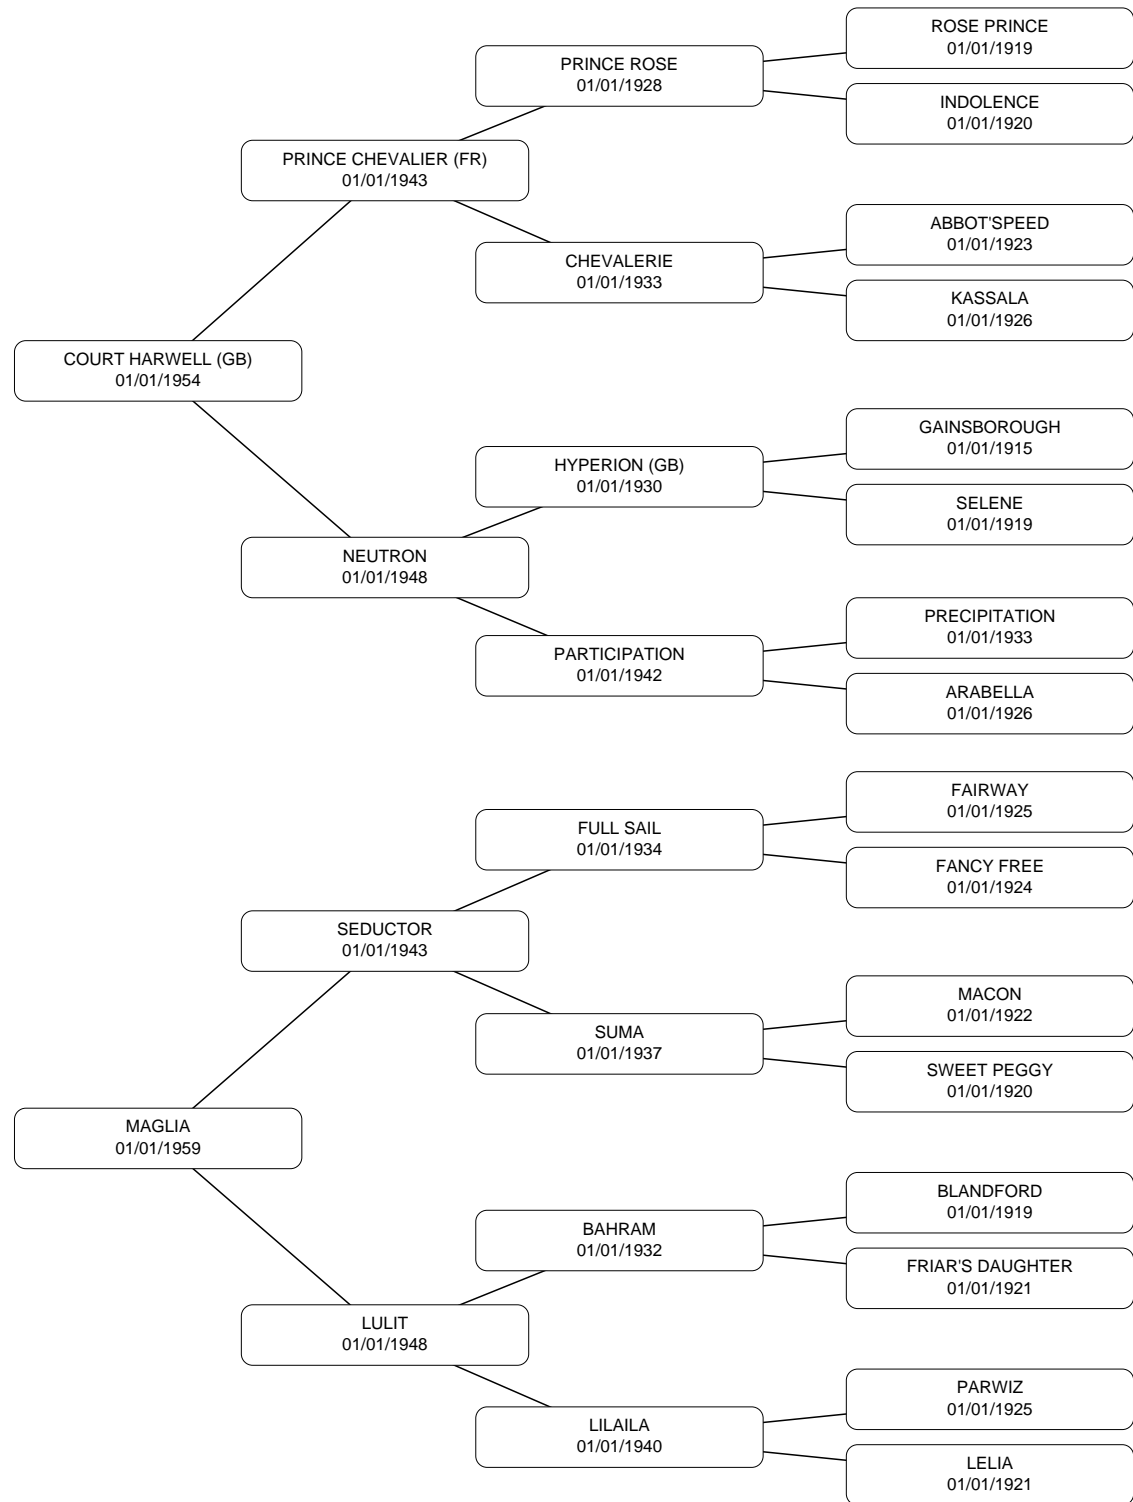 ROSE PRINCE
01/01/1919
PRINCE ROSE
01/01/1928
INDOLENCE
01/01/1920
PRINCE CHEVALIER (FR)
01/01/1943
ABBOT'SPEED
01/01/1923
CHEVALERIE
01/01/1933
KASSALA
01/01/1926
COURT HARWELL (GB)
01/01/1954
GAINSBOROUGH
01/01/1915
HYPERION (GB)
01/01/1930
SELENE
01/01/1919
NEUTRON
01/01/1948
PRECIPITATION
01/01/1933
PARTICIPATION
01/01/1942
ARABELLA
01/01/1926
FAIRWAY
01/01/1925
FULL SAIL
01/01/1934
FANCY FREE
01/01/1924
SEDUCTOR
01/01/1943
MACON
01/01/1922
SUMA
01/01/1937
SWEET PEGGY
01/01/1920
MAGLIA
01/01/1959
BLANDFORD
01/01/1919
BAHRAM
01/01/1932
FRIAR'S DAUGHTER
01/01/1921
LULIT
01/01/1948
PARWIZ
01/01/1925
LILAILA
01/01/1940
LELIA
01/01/1921